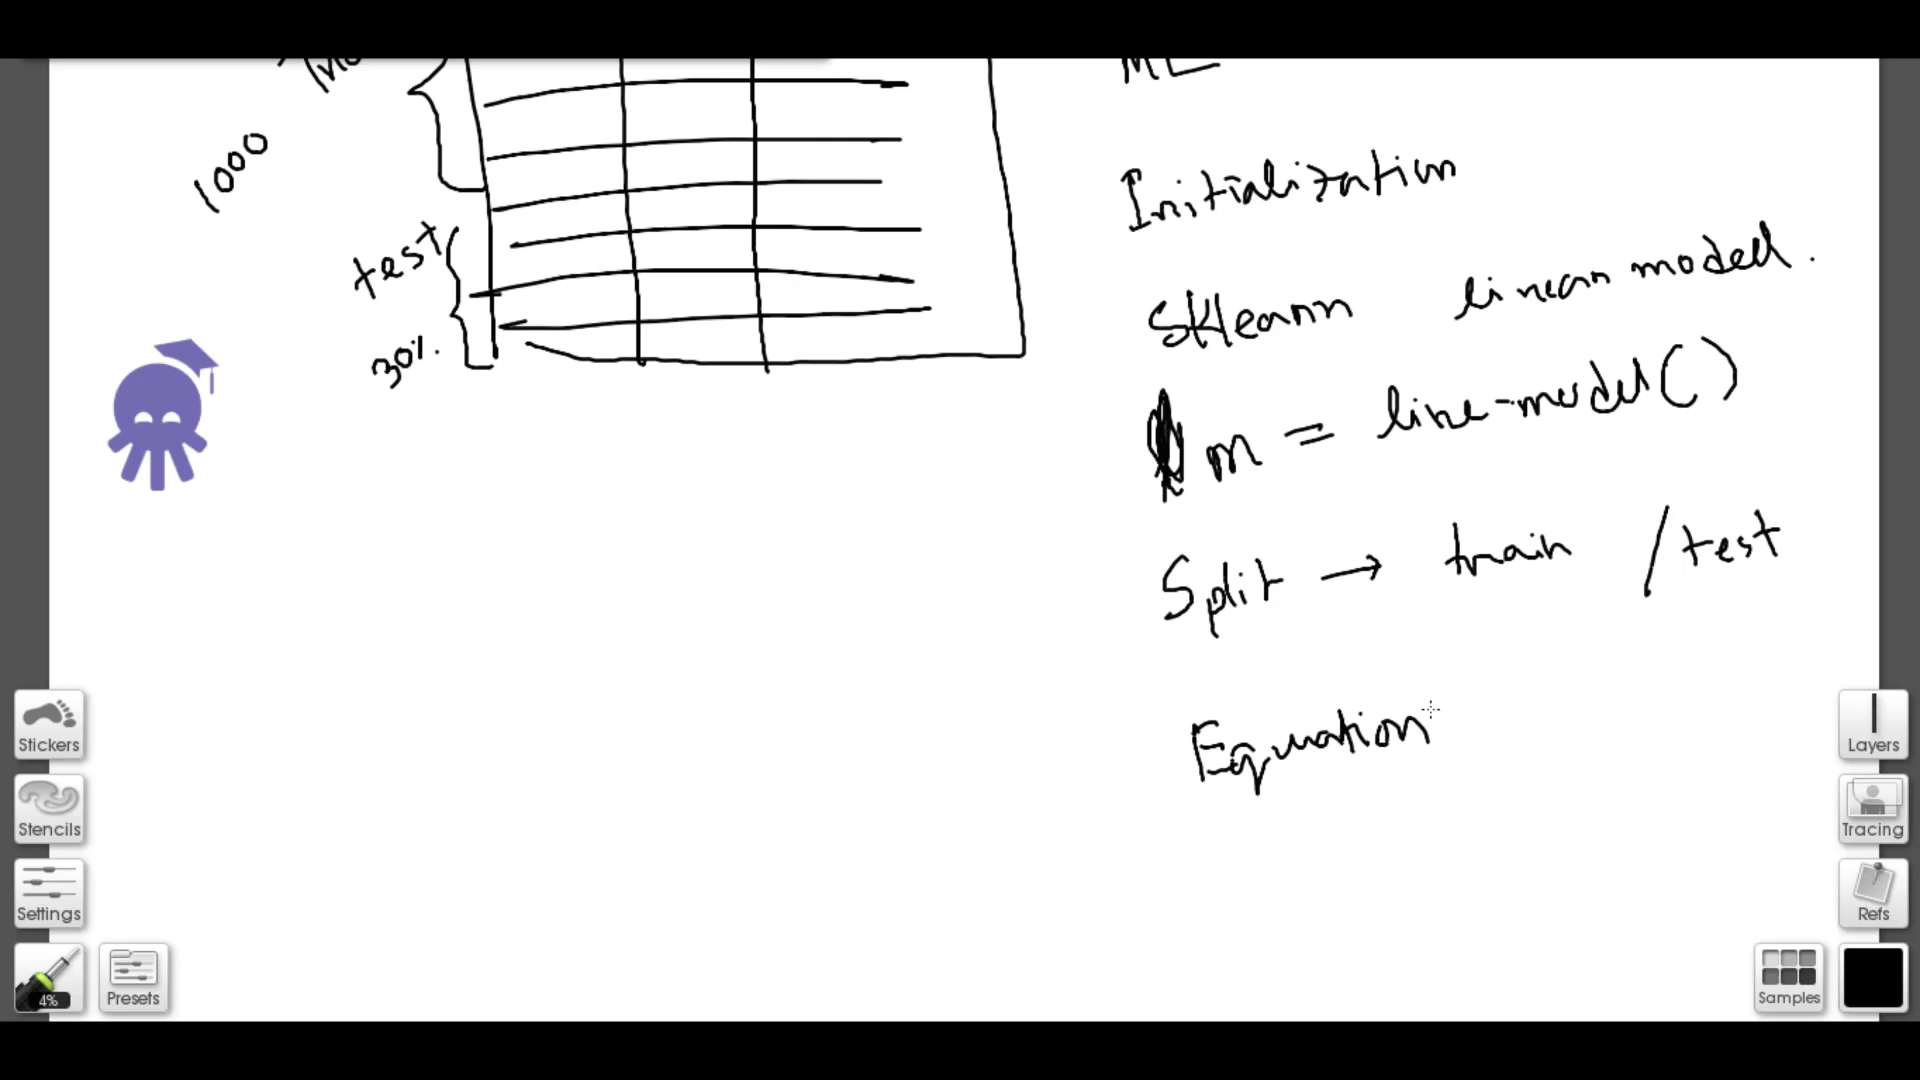 1000
test
30%.
ML
Initialization
SKlearn linear model.
m = line-model()
Split → train / test
Equation
Stickers
Stencils
Settings
4%
Presets
Layers
Tracing
Refs
Samples